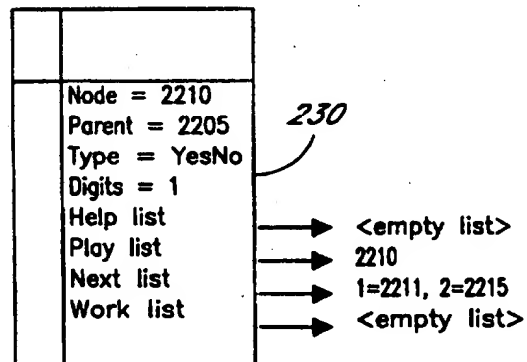 Node = 2210
Parent = 2205
230
Type = YesNo
Digits = 1
Help list
<empty list>
Play list
2210
Next list
1=2211, 2=2215
Work list
<empty list>